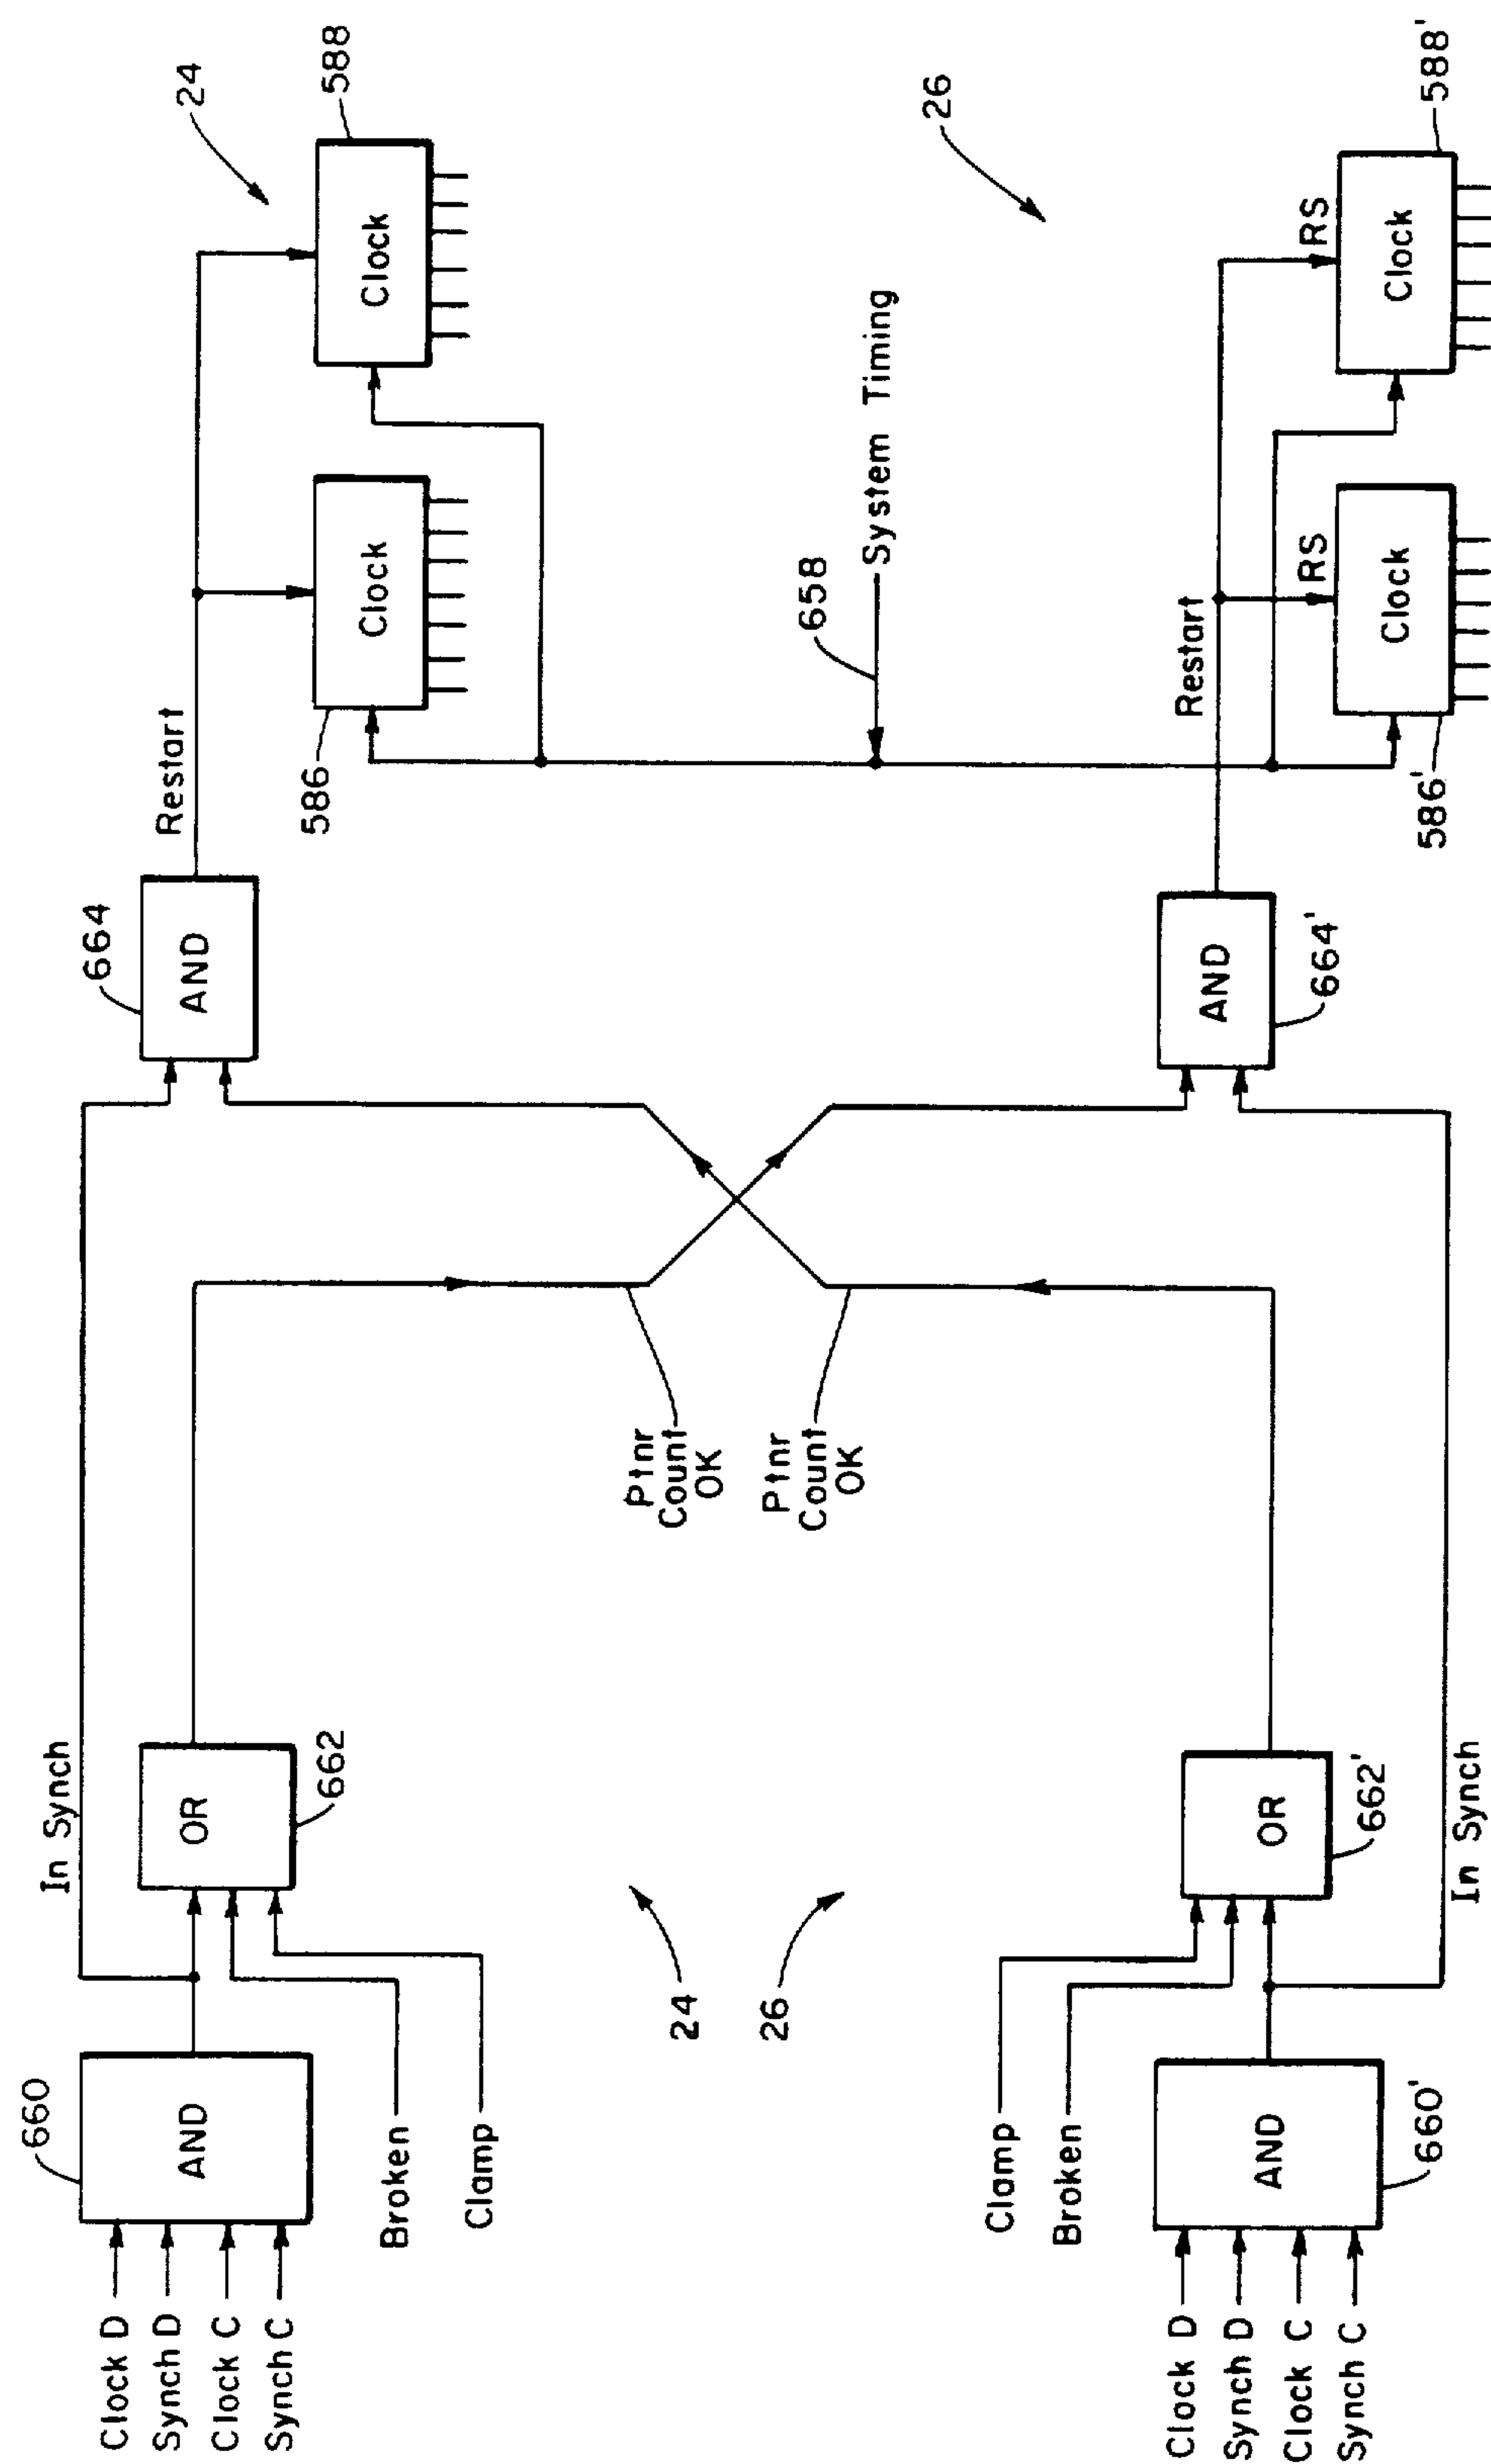 Clock D
Synch D
Clock C
Synch C
660
AND
Broken
Clamp
In Synch
OR
662
Ptnr
Count
OK
664
AND
Restart
586
Clock
588
Clock
24
24
26
658
System Timing
26
Ptnr
Count
OK
Clamp
Broken
Clock D
Synch D
Clock C
Synch C
AND
660'
OR
662'
In Synch
AND
664'
Restart
RS
Clock
586'
RS
Clock
588'